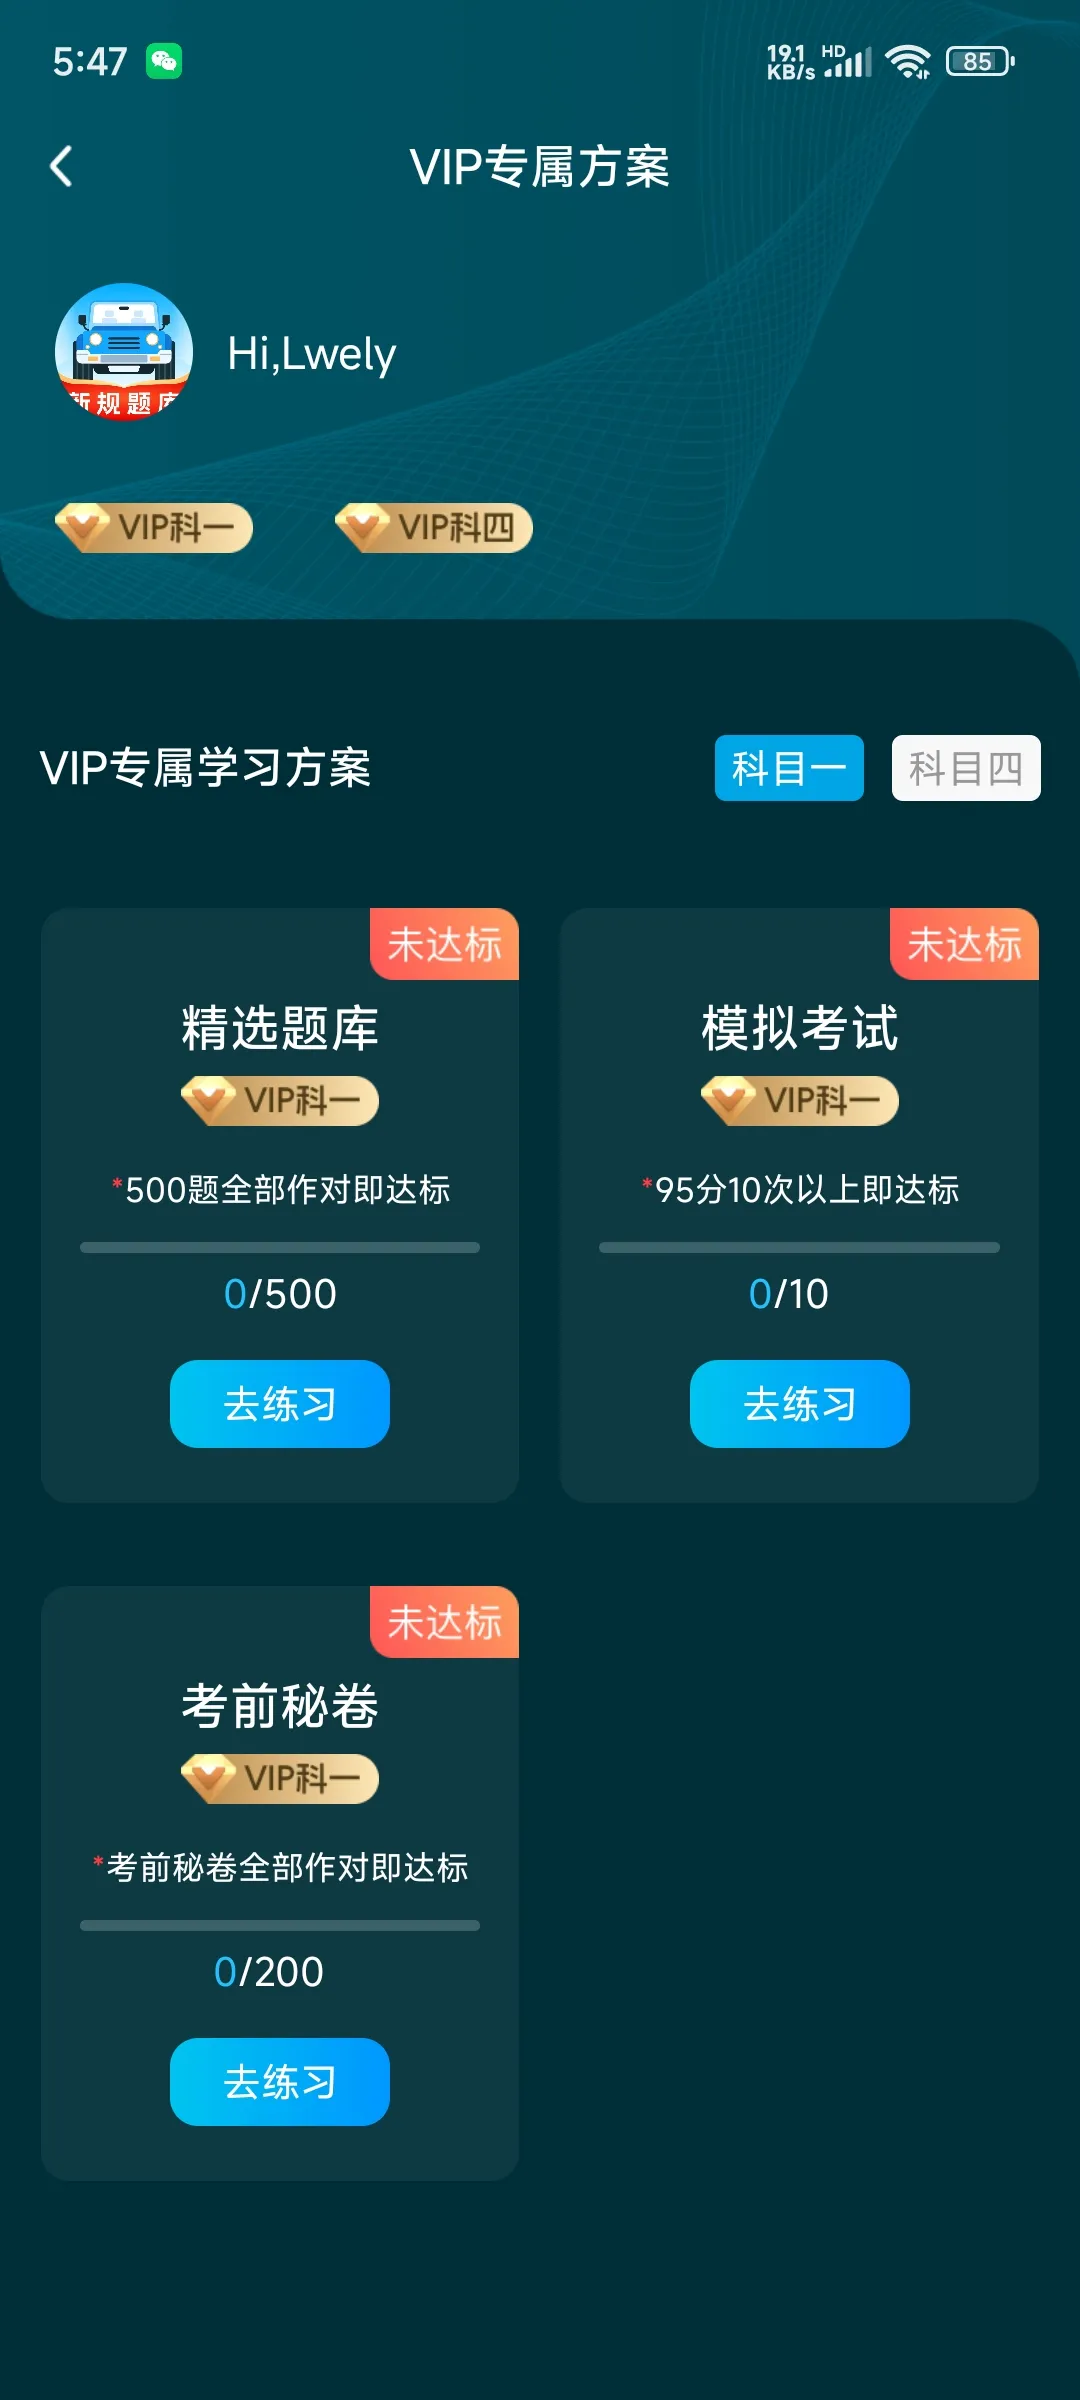 5:47
19.1 KB/s HD 85
VIP专属方案
新规题库
Hi,Lwely
VIP科一 VIP科四
VIP专属学习方案 科目一 科目四
未达标 未达标
精选题库 模拟考试
VIP科一 VIP科一
*500题全部作对即达标 *95分10次以上即达标
0/500 0/10
去练习 去练习
未达标
考前秘卷
VIP科一
*考前秘卷全部作对即达标
0/200
去练习